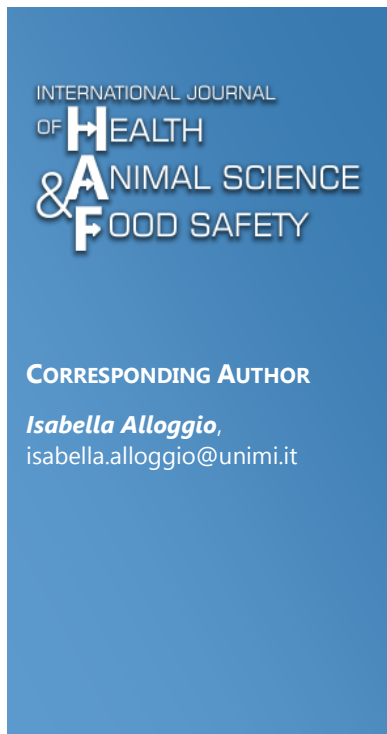 INTERNATIONAL JOURNAL
OF HEALTH
& ANIMAL SCIENCE
FOOD SAFETY
CORRESPONDING AUTHOR
Isabella Alloggio,
isabella.alloggio@unimi.it